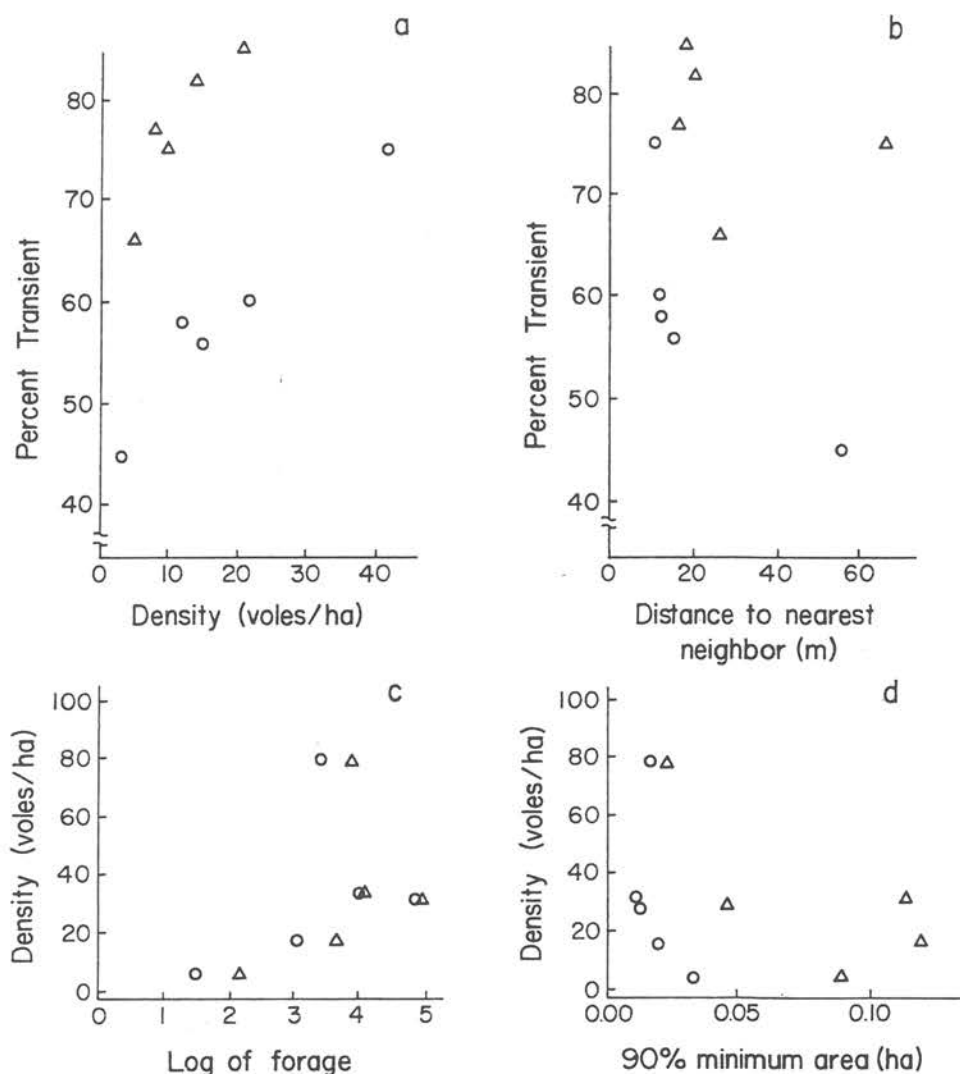 a
80
70
60
50
40
Percent Transient
0 10 20 30 40
Density (voles/ha)
b
80
70
60
50
40
Percent Transient
0 20 40 60
Distance to nearest
neighbor (m)
c
100
80
60
40
20
0
Density (voles/ha)
0 1 2 3 4 5
Log of forage
d
100
80
60
40
20
0
Density (voles/ha)
0.00 0.05 0.10
90% minimum area (ha)